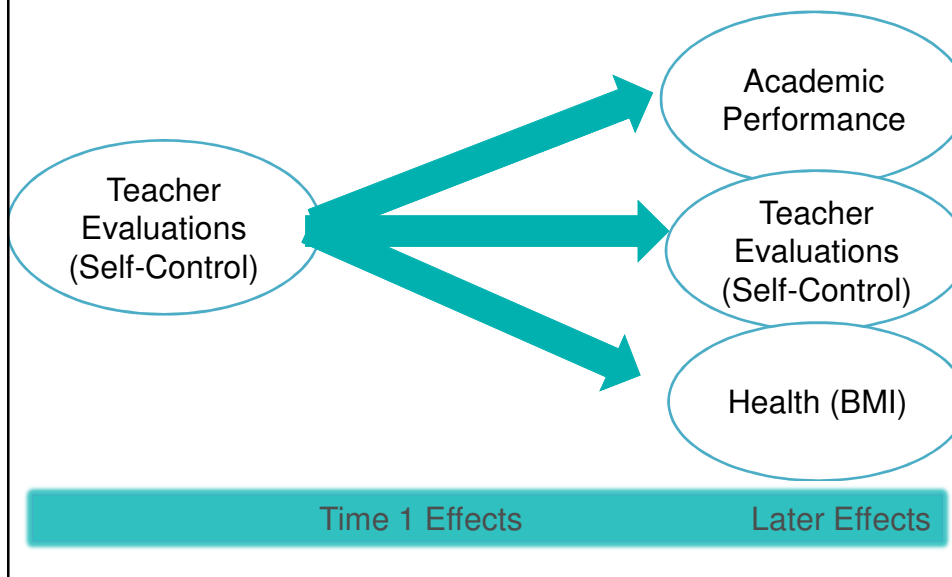 Academic
Performance
Teacher
Evaluations
(Self-Control)
Teacher
Evaluations
(Self-Control)
Health (BMI)
Time 1 Effects
Later Effects